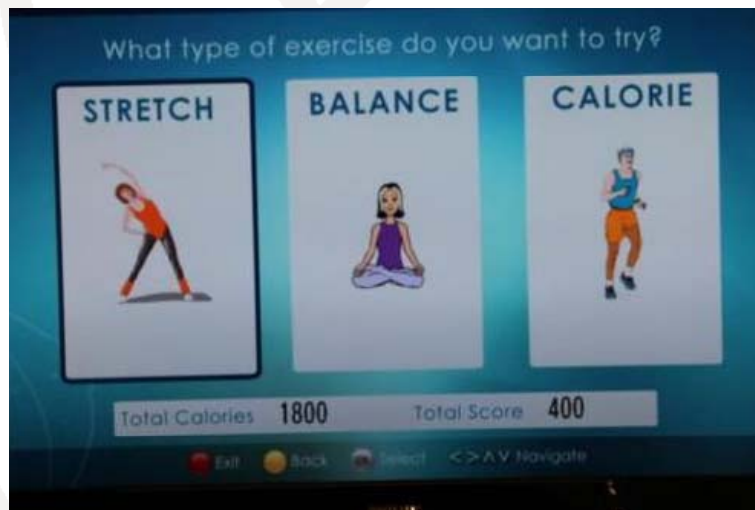 What type of exercise do you want to try?
STRETCH BALANCE CALORIE
Total Calories 1800 Total Score 400
Exit Back Select <>ΛV Navigate